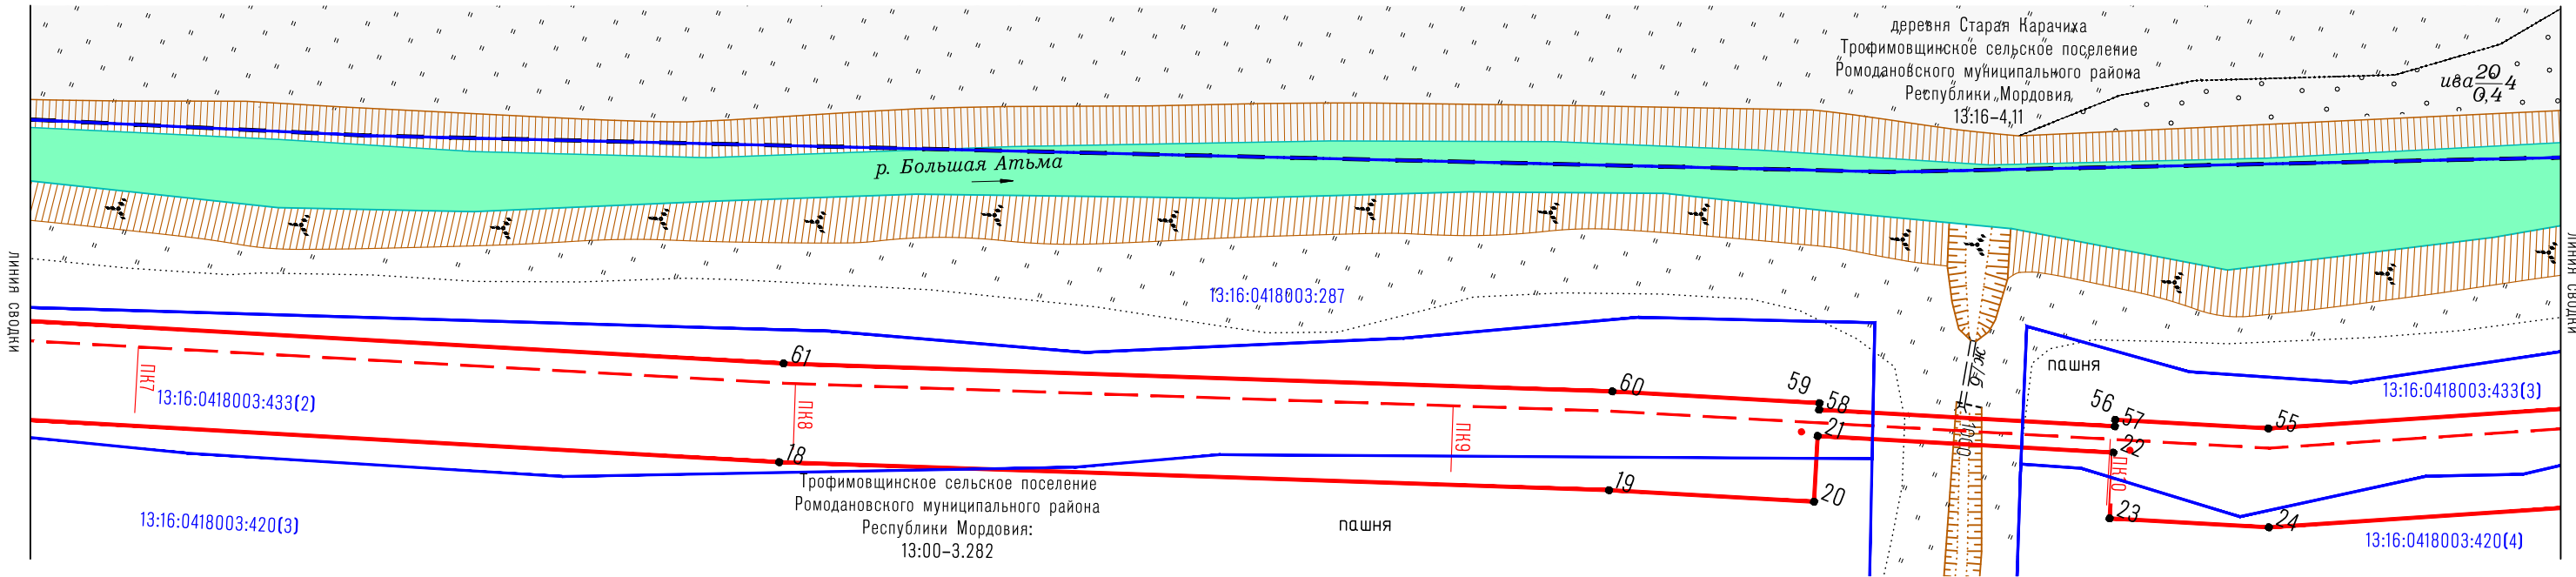 деревня Старая Карачиха
Трофимовщинское сельское поселение
Ромодановского муниципального района
Республики Мордовия
13:16-4.11
ива 20/0,4 4
р. Большая Атьма
линия сводки
линия сводки
13:16:0418003:287
61
60
59
58
56
57
55
пашня
13:16:0418003:433(3)
ПК7
13:16:0418003:433(2)
ПК8
ПК9
ПК10
21
22
18
19
20
23
24
Трофимовщинское сельское поселение
Ромодановского муниципального района
Республики Мордовия:
13:00-3.282
пашня
13:16:0418003:420(3)
13:16:0418003:420(4)